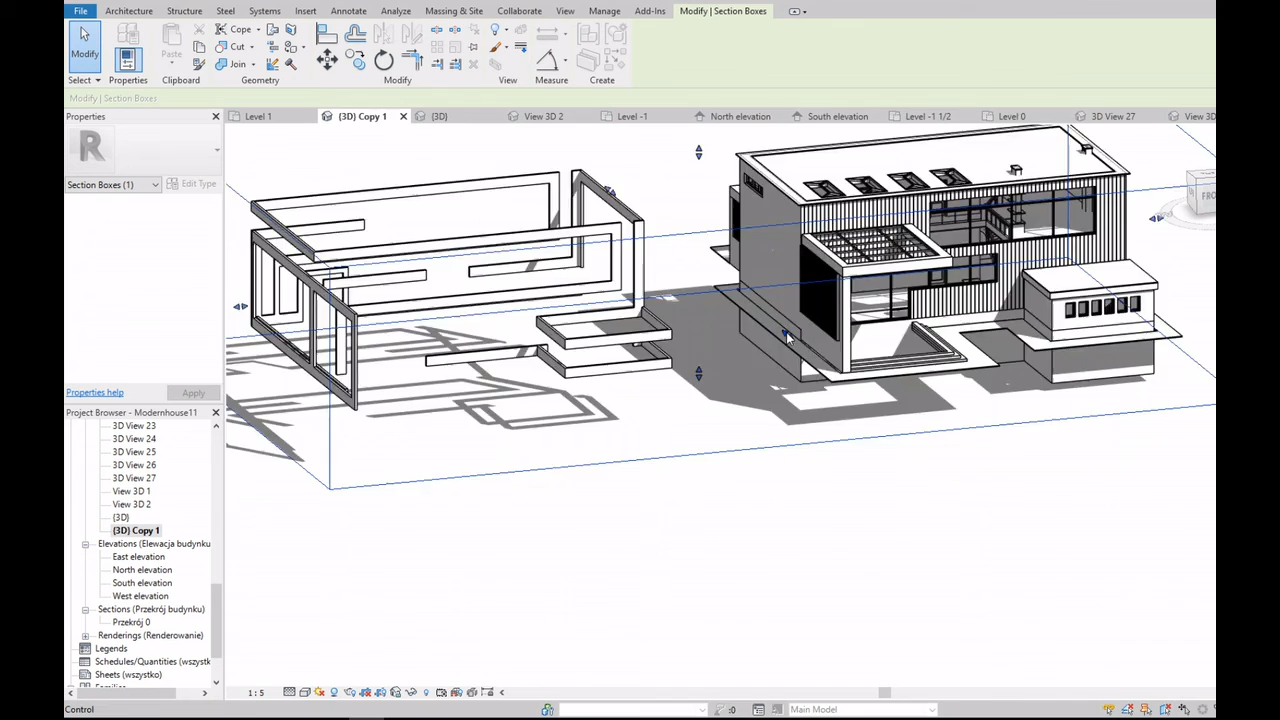 File Architecture Structure Steel Systems Insert Annotate Analyze Massing & Site Collaborate View Manage Add-Ins Modify | Section Boxes
Cope
Modify Paste Cut
Join
Select Properties Clipboard Geometry Modify View Measure Create
Modify | Section Boxes
Properties
Level 1 {3D} Copy 1 {3D} View 3D 2 Level -1 North elevation South elevation Level -1 1/2 Level 0 3D View 27 View 3D
R
Section Boxes (1) Edit Type
FRO
Properties help Apply
Project Browser - Modernhouse11
3D View 23
3D View 24
3D View 25
3D View 26
3D View 27
View 3D 1
View 3D 2
{3D}
{3D} Copy 1
Elevations (Elewacja budynku
East elevation
North elevation
South elevation
West elevation
Sections (Przekrój budynku)
Przekrój 0
Renderings (Renderowanie)
Legends
Schedules/Quantities (wszystk
Sheets (wszystko)
1 : 5
Control :0 Main Model